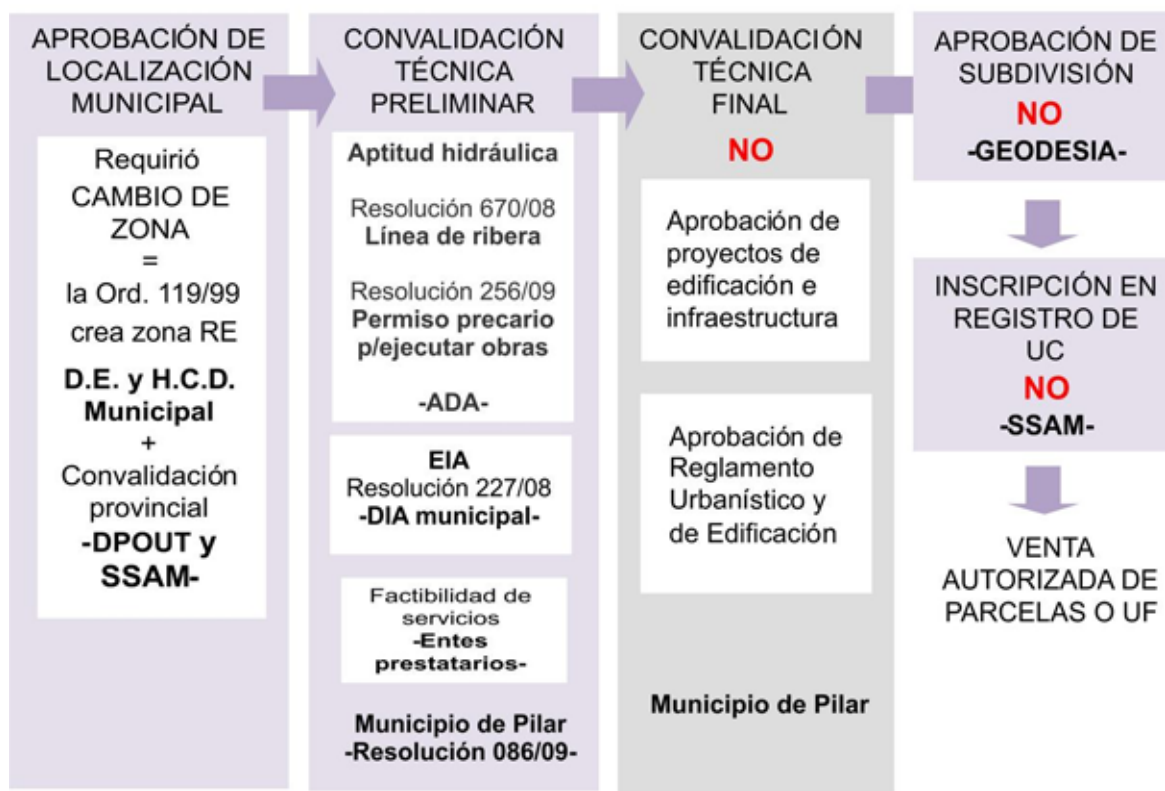 APROBACIÓN DE
LOCALIZACIÓN
MUNICIPAL
Requirió
CAMBIO DE
ZONA
=
la Ord. 119/99
crea zona RE
D.E. y H.C.D.
Municipal
+
Convalidación
provincial
-DPOUT y
SSAM-
CONVALIDACIÓN
TÉCNICA
PRELIMINAR
Aptitud hidráulica
Resolución 670/08
Línea de ribera
Resolución 256/09
Permiso precario
p/ejecutar obras
-ADA-
EIA
Resolución 227/08
-DIA municipal-
Factibilidad de
servicios
-Entes
prestatarios-
Municipio de Pilar
-Resolución 086/09-
CONVALIDACIÓN
TÉCNICA
FINAL
NO
Aprobación de
proyectos de
edificación e
infraestructura
Aprobación de
Reglamento
Urbanístico y
de Edificación
Municipio de Pilar
APROBACIÓN DE
SUBDIVISIÓN
NO
-GEODESIA-
INSCRIPCIÓN EN
REGISTRO DE
UC
NO
-SSAM-
VENTA
AUTORIZADA DE
PARCELAS O UF